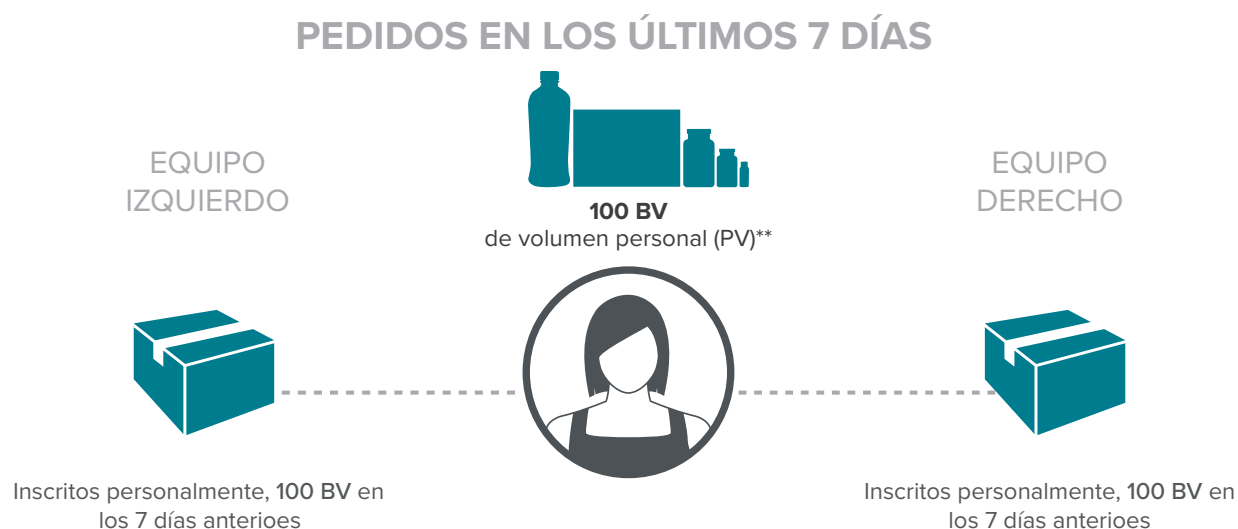 PEDIDOS EN LOS ÚLTIMOS 7 DÍAS
EQUIPO
IZQUIERDO
100 BV
de volumen personal (PV)**
EQUIPO
DERECHO
Inscritos personalmente, 100 BV en
los 7 días anterioes
Inscritos personalmente, 100 BV en
los 7 días anterioes